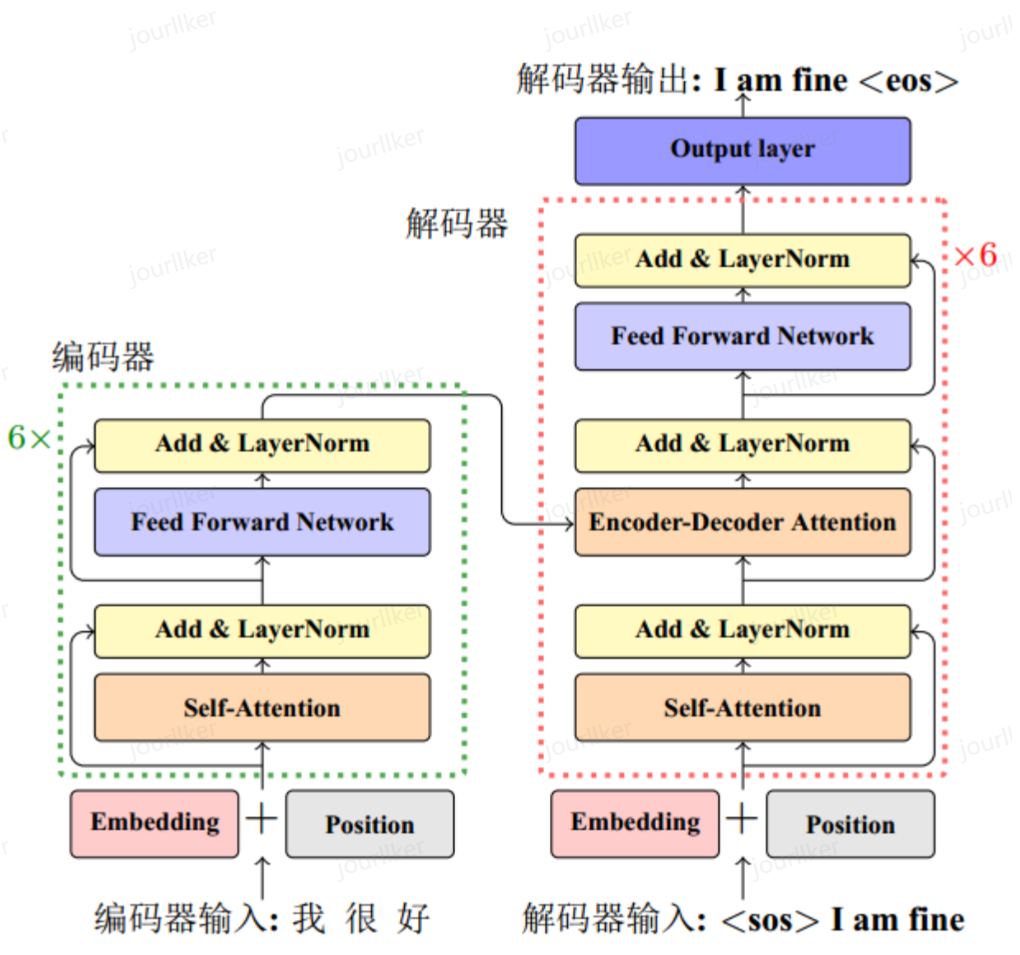 解码器输出: I am fine <eos>
Output layer
解码器
Add & LayerNorm
×6
Feed Forward Network
Add & LayerNorm
Encoder-Decoder Attention
Add & LayerNorm
Self-Attention
Embedding
+
Position
解码器输入: <sos> I am fine
编码器
6×
Add & LayerNorm
Feed Forward Network
Add & LayerNorm
Self-Attention
Embedding
+
Position
编码器输入: 我 很 好
jourllker